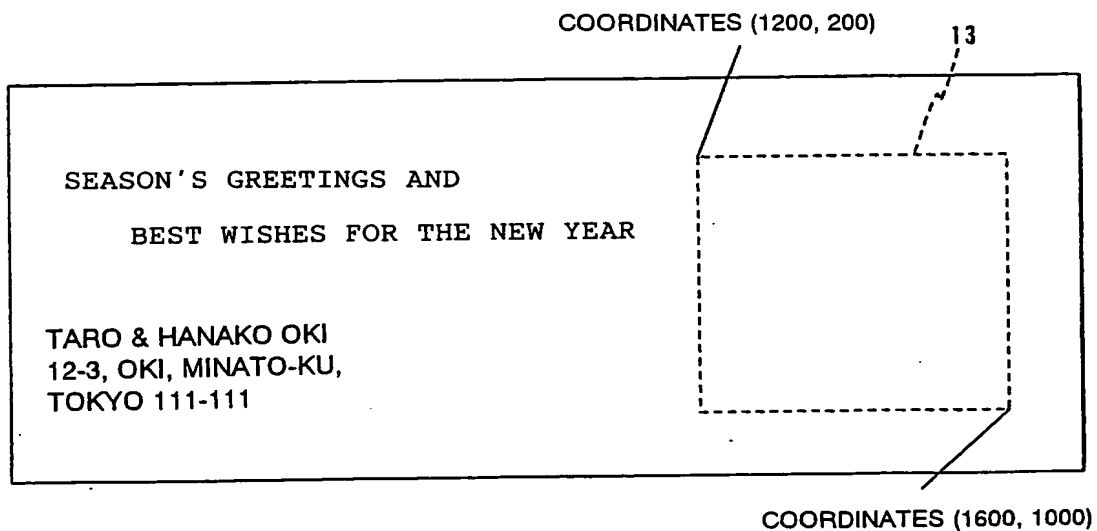 COORDINATES (1200, 200)
13
SEASON'S GREETINGS AND
BEST WISHES FOR THE NEW YEAR
TARO & HANAKO OKI
12-3, OKI, MINATO-KU,
TOKYO 111-111
COORDINATES (1600, 1000)